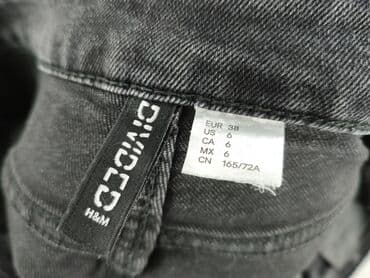 DIVIDED
H&M
EUR 38
US 6
CA 6
MX 6
CN 165/72A